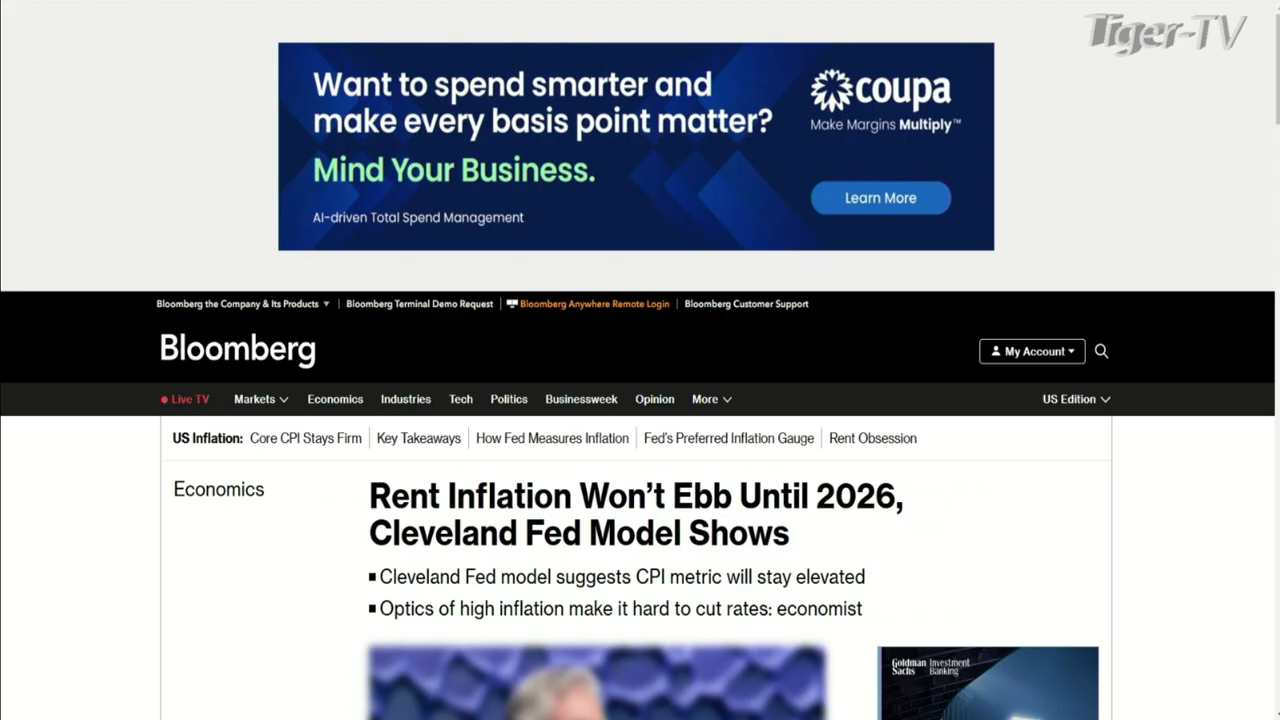 Tiger-TV
Want to spend smarter and
make every basis point matter?
Mind Your Business.
AI-driven Total Spend Management
coupa
Make Margins Multiply™
Learn More
Bloomberg the Company & Its Products
Bloomberg Terminal Demo Request
Bloomberg Anywhere Remote Login
Bloomberg Customer Support
Bloomberg
My Account
Live TV
Markets
Economics
Industries
Tech
Politics
Businessweek
Opinion
More
US Edition
US Inflation:
Core CPI Stays Firm
Key Takeaways
How Fed Measures Inflation
Fed's Preferred Inflation Gauge
Rent Obsession
Economics
Rent Inflation Won't Ebb Until 2026,
Cleveland Fed Model Shows
Cleveland Fed model suggests CPI metric will stay elevated
Optics of high inflation make it hard to cut rates: economist
Goldman Sachs
Investment Banking